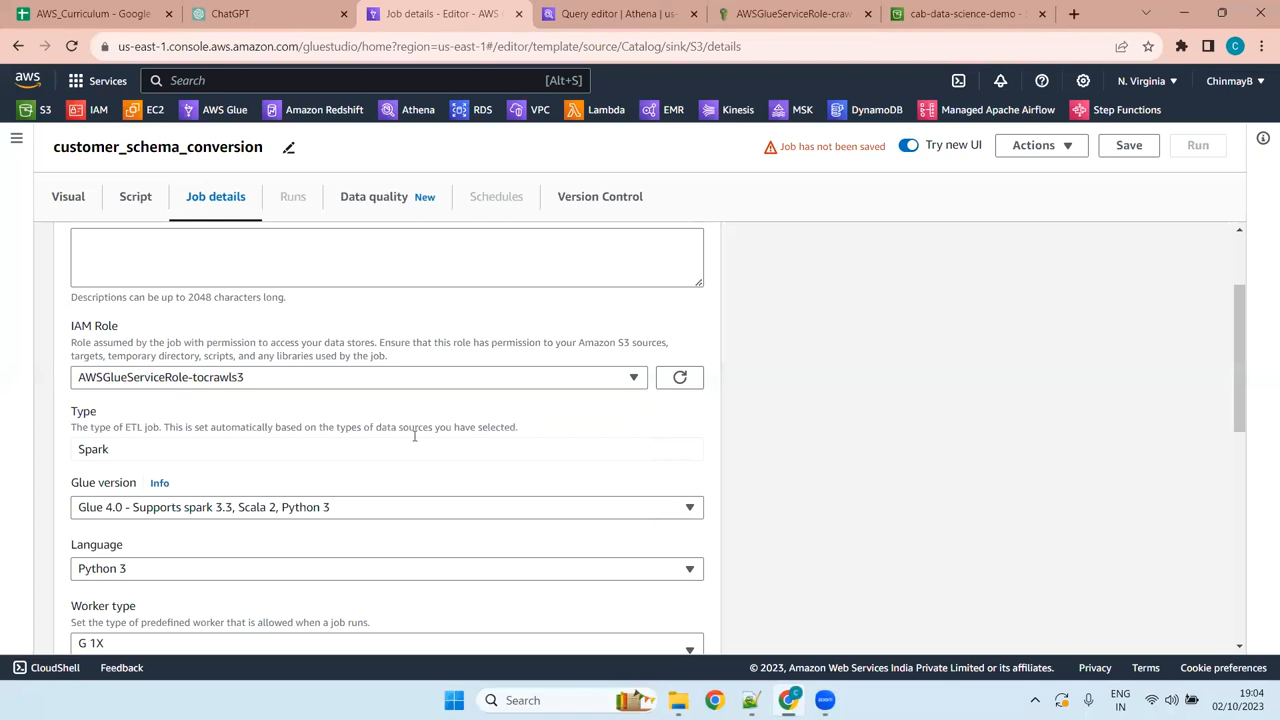 AWS_Curriculum - Google
ChatGPT
Job details - Editor - AWS
Query editor | Athena | us-eas
AWSGlueServiceRole-craw
cab-data-science-demo -
us-east-1.console.aws.amazon.com/gluestudio/home?region=us-east-1#/editor/template/source/Catalog/sink/S3/details
C
aws
Services
Search
[Alt+S]
N. Virginia
ChinmayB
S3
IAM
EC2
AWS Glue
Amazon Redshift
Athena
RDS
VPC
Lambda
EMR
Kinesis
MSK
DynamoDB
Managed Apache Airflow
Step Functions
customer_schema_conversion
Job has not been saved
Try new UI
Actions
Save
Run
Visual
Script
Job details
Runs
Data quality New
Schedules
Version Control
Descriptions can be up to 2048 characters long.
IAM Role
Role assumed by the job with permission to access your data stores. Ensure that this role has permission to your Amazon S3 sources,
targets, temporary directory, scripts, and any libraries used by the job.
AWSGlueServiceRole-tocrawls3
Type
The type of ETL job. This is set automatically based on the types of data sources you have selected.
Spark
Glue version Info
Glue 4.0 - Supports spark 3.3, Scala 2, Python 3
Language
Python 3
Worker type
Set the type of predefined worker that is allowed when a job runs.
G 1X
CloudShell
Feedback
© 2023, Amazon Web Services India Private Limited or its affiliates.
Privacy
Terms
Cookie preferences
Search
zoom
ENG
IN
19:04
02/10/2023